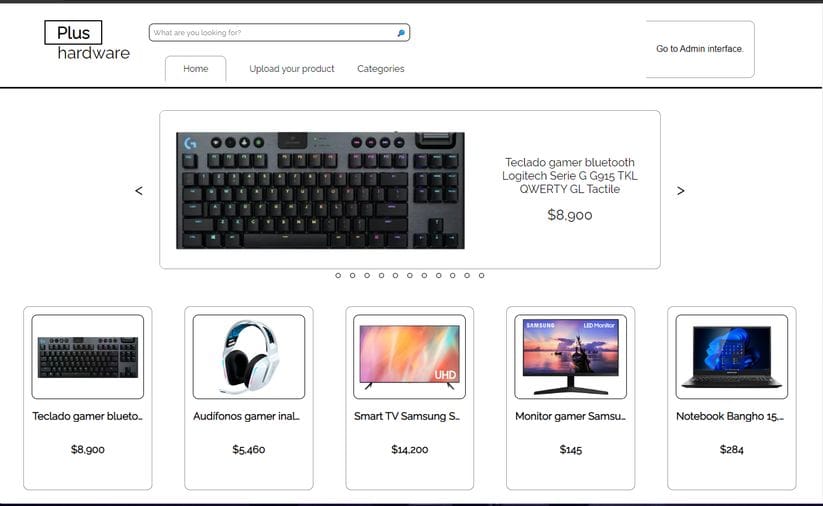 Plus
hardware
What are you looking for?
Go to Admin interface.
Home
Upload your product
Categories
Teclado gamer bluetooth
Logitech Serie G G915 TKL
QWERTY GL Tactile
$8,900
<
>
SAMSUNG
LED Monitor
UHD
Teclado gamer blueto...
Audífonos gamer inal...
Smart TV Samsung S...
Monitor gamer Samsu...
Notebook Bangho 15,...
$8,900
$5,460
$14,200
$145
$284